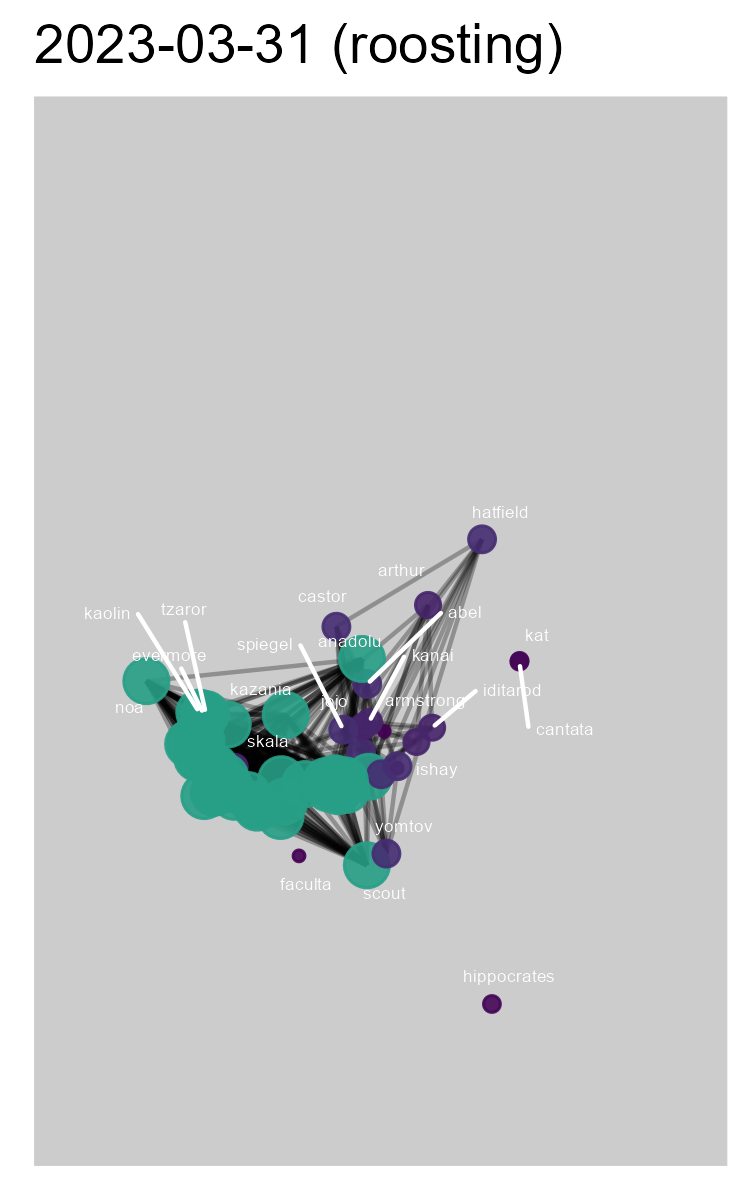 2023-03-31 (roosting)
hatfield
arthur
castor
kaolin
tzaror
abel
kat
spiegel
anadolu
evermore
kanai
kazania
jojo
armstrong
iditarod
noa
cantata
skala
ishay
yomtov
faculta
scout
hippocrates